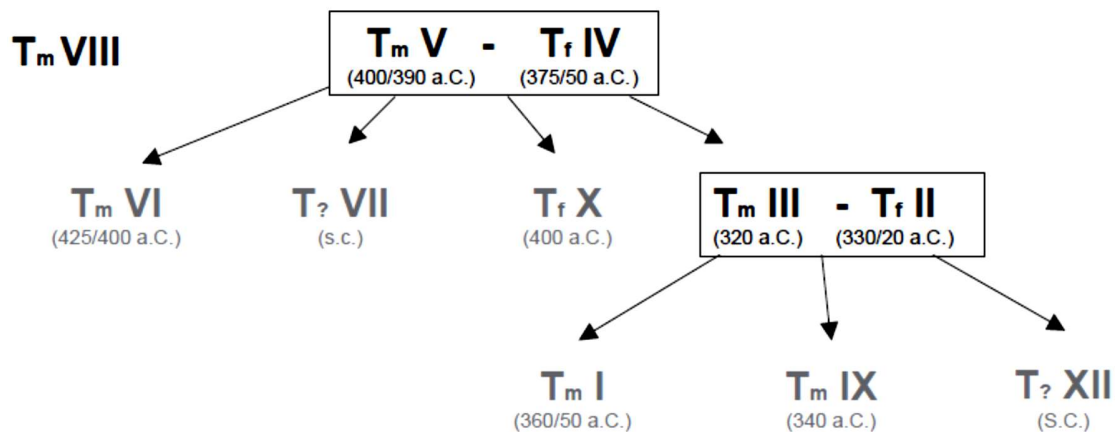 Tm VIII
Tm V - Tf IV
(400/390 a.C.) (375/50 a.C.)
Tm VI T? VII Tf X
(425/400 a.C.) (s.c.) (400 a.C.)
Tm III - Tf II
(320 a.C.) (330/20 a.C.)
Tm I Tm IX T? XII
(360/50 a.C.) (340 a.C.) (S.C.)